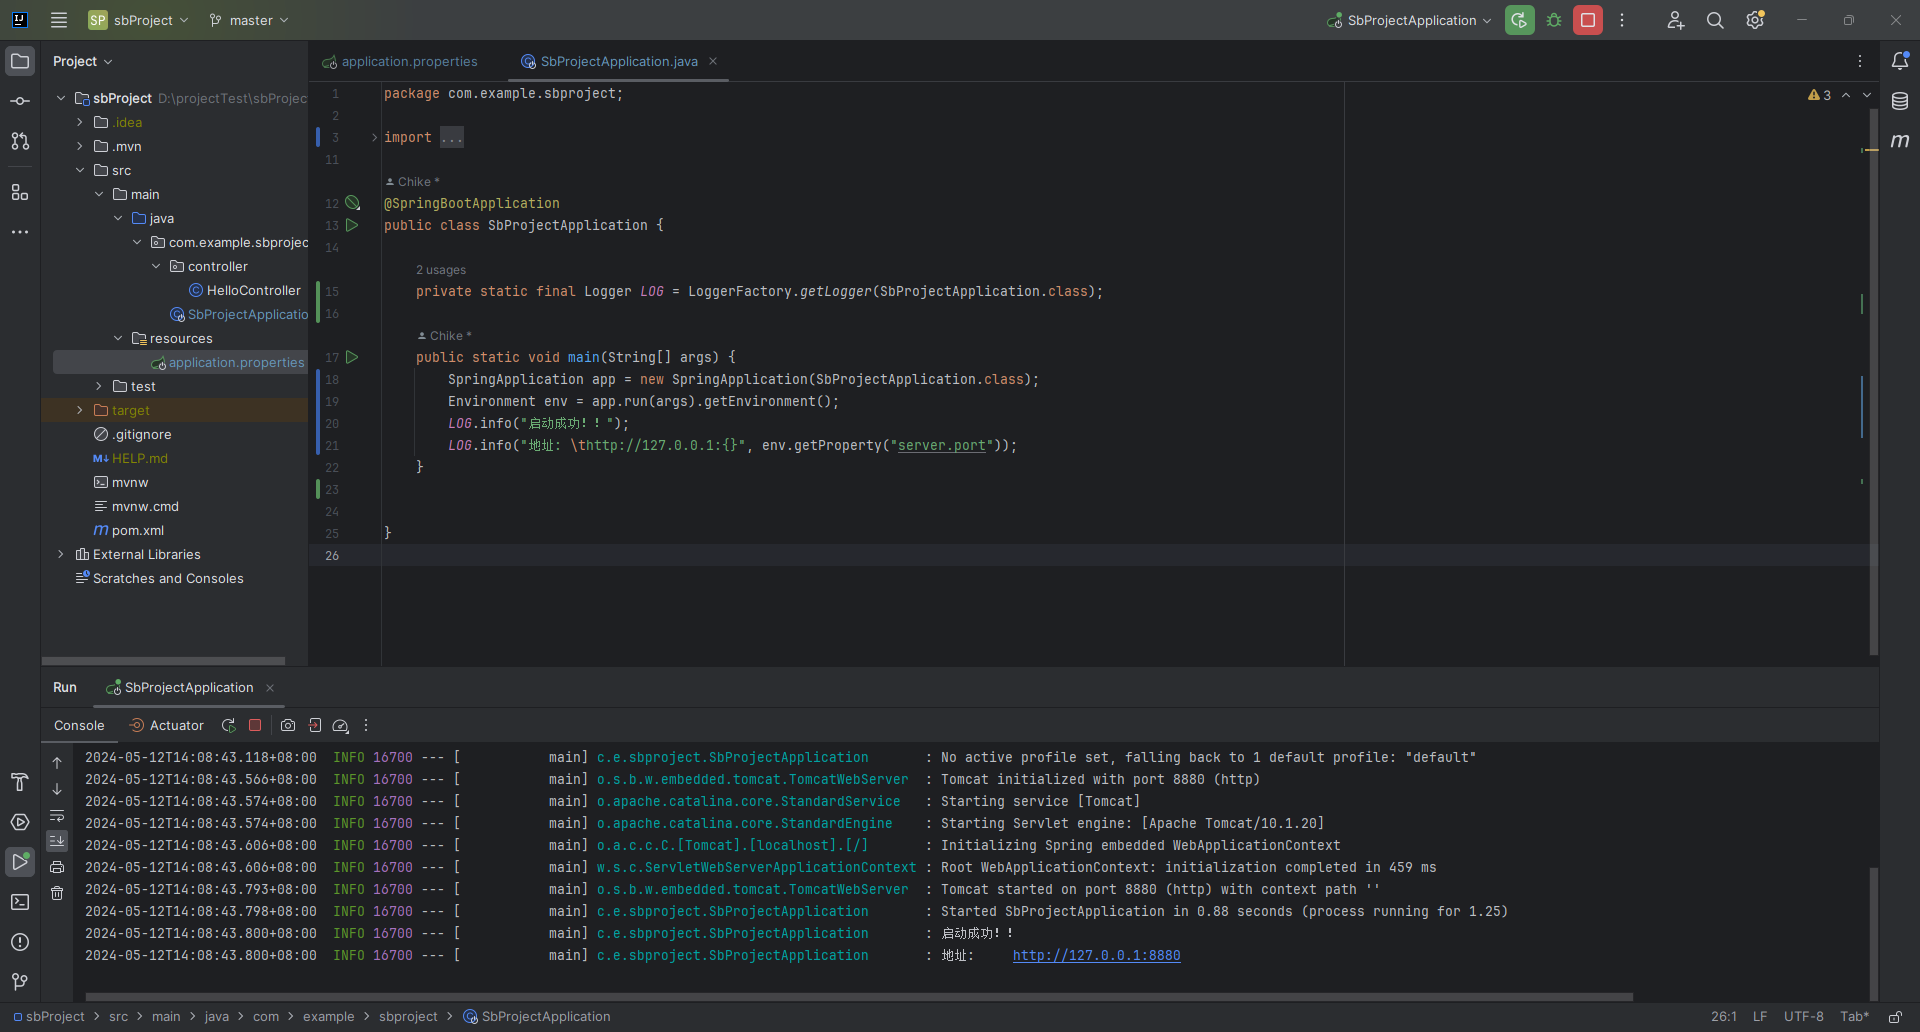 SP sbProject master SbProjectApplication
Project
sbProject D:\projectTest\sbProjec
.idea
.mvn
src
main
java
com.example.sbprojec
controller
HelloController
SbProjectApplicatio
resources
application.properties
test
target
.gitignore
HELP.md
mvnw
mvnw.cmd
pom.xml
External Libraries
Scratches and Consoles
application.properties SbProjectApplication.java
3
1 package com.example.sbproject;
2
3 import ...
11
Chike *
12 @SpringBootApplication
13 public class SbProjectApplication {
14
2 usages
15 private static final Logger LOG = LoggerFactory.getLogger(SbProjectApplication.class);
16
Chike *
17 public static void main(String[] args) {
18 SpringApplication app = new SpringApplication(SbProjectApplication.class);
19 Environment env = app.run(args).getEnvironment();
20 LOG.info("启动成功！！");
21 LOG.info("地址: \thttp://127.0.0.1:{}", env.getProperty("server.port"));
22 }
23
24
25 }
26
Run SbProjectApplication
Console Actuator
2024-05-12T14:08:43.118+08:00 INFO 16700 --- [ main] c.e.sbproject.SbProjectApplication : No active profile set, falling back to 1 default profile: "default"
2024-05-12T14:08:43.566+08:00 INFO 16700 --- [ main] o.s.b.w.embedded.tomcat.TomcatWebServer : Tomcat initialized with port 8880 (http)
2024-05-12T14:08:43.574+08:00 INFO 16700 --- [ main] o.apache.catalina.core.StandardService : Starting service [Tomcat]
2024-05-12T14:08:43.574+08:00 INFO 16700 --- [ main] o.apache.catalina.core.StandardEngine : Starting Servlet engine: [Apache Tomcat/10.1.20]
2024-05-12T14:08:43.606+08:00 INFO 16700 --- [ main] o.a.c.c.C.[Tomcat].[localhost].[/] : Initializing Spring embedded WebApplicationContext
2024-05-12T14:08:43.606+08:00 INFO 16700 --- [ main] w.s.c.ServletWebServerApplicationContext : Root WebApplicationContext: initialization completed in 459 ms
2024-05-12T14:08:43.793+08:00 INFO 16700 --- [ main] o.s.b.w.embedded.tomcat.TomcatWebServer : Tomcat started on port 8880 (http) with context path ''
2024-05-12T14:08:43.798+08:00 INFO 16700 --- [ main] c.e.sbproject.SbProjectApplication : Started SbProjectApplication in 0.88 seconds (process running for 1.25)
2024-05-12T14:08:43.800+08:00 INFO 16700 --- [ main] c.e.sbproject.SbProjectApplication : 启动成功！！
2024-05-12T14:08:43.800+08:00 INFO 16700 --- [ main] c.e.sbproject.SbProjectApplication : 地址: http://127.0.0.1:8880
sbProject > src > main > java > com > example > sbproject > SbProjectApplication 26:1 LF UTF-8 Tab*